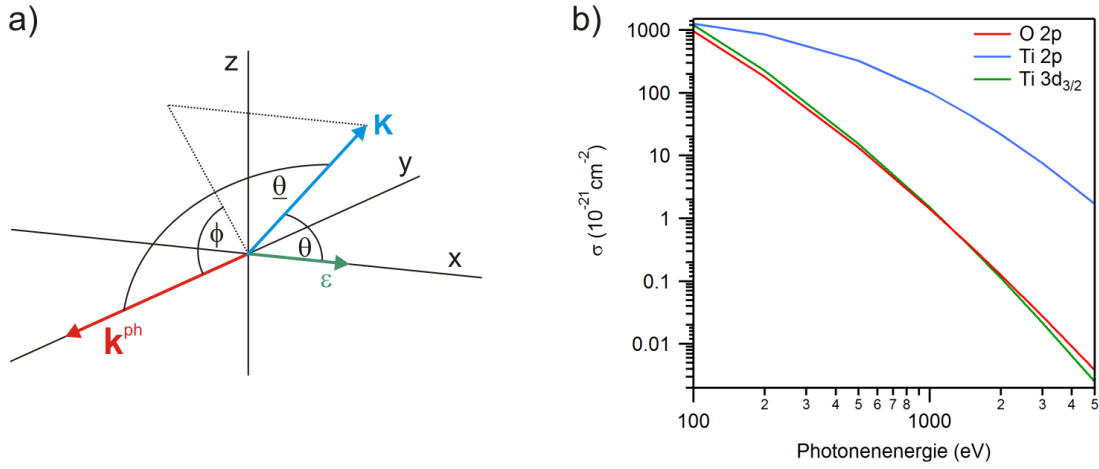 a)
z
K
y
θ
ϕ
θ
x
ε
k^ph
b)
1000
100
10
1
0.1
0.01
σ (10^-21 cm^-2)
O 2p
Ti 2p
Ti 3d_3/2
100
2
3
4
5
6
7
8
1000
2
3
4
5
Photonenenergie (eV)